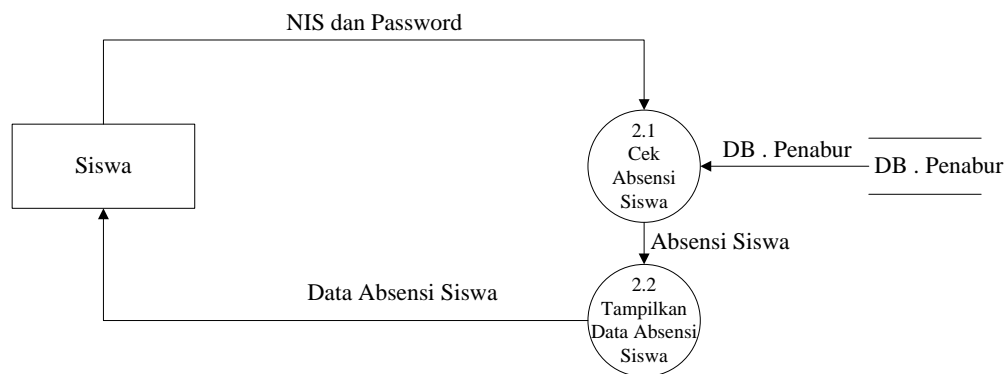 NIS dan Password
Siswa
2.1
Cek
Absensi
Siswa
DB . Penabur
DB . Penabur
Absensi Siswa
2.2
Tampilkan
Data Absensi
Siswa
Data Absensi Siswa